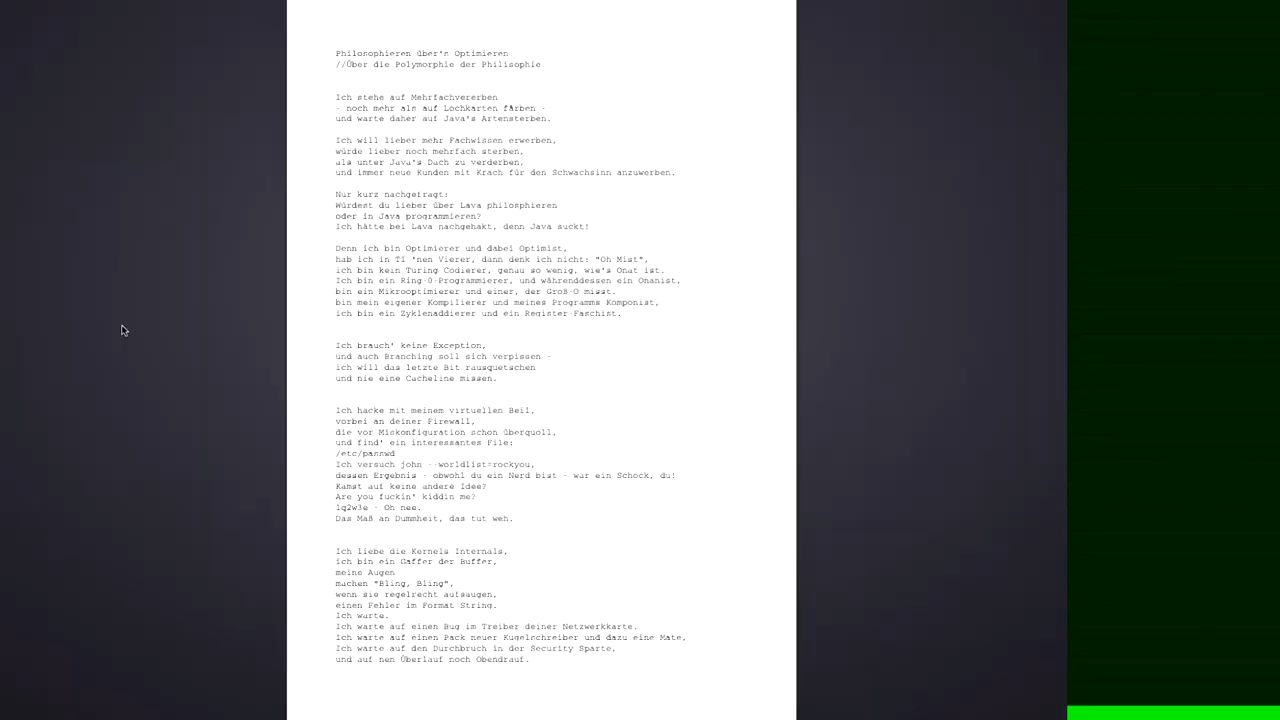 Philosophieren über's Optimieren
//Über die Polymorphie der Philisophie
Ich stehe auf Mehrfachvererben
- noch mehr als auf Lochkarten färben -
und warte daher auf Java's Artensterben.
Ich will lieber mehr Fachwissen erwerben,
würde lieber noch mehrfach sterben,
als unter Java's Dach zu verderben,
und immer neue Kunden mit Krach für den Schwachsinn anzuwerben.
Nur kurz nachgefragt:
Würdest du lieber über Lava philosphieren
oder in Java programmieren?
Ich hätte bei Lava nachgehakt, denn Java suckt!
Denn ich bin Optimierer und dabei Optimist,
hab ich in TI 'nen Vierer, dann denk ich nicht: "Oh Mist",
ich bin kein Turing Codierer, genau so wenig, wie's Onat ist.
Ich bin ein Ring-0-Programmierer, und währenddessen ein Onanist,
bin ein Mikrooptimierer und einer, der Groß-O misst.
bin mein eigener Kompilierer und meines Programms Komponist,
ich bin ein Zyklenaddierer und ein Register-Faschist.
Ich brauch' keine Exception,
und auch Branching soll sich verpissen -
ich will das letzte Bit rausquetschen
und nie eine Cacheline missen.
Ich hacke mit meinem virtuellen Beil,
vorbei an deiner Firewall,
die vor Miskonfiguration schon überquoll,
und find' ein interessantes File:
/etc/passwd
Ich versuch john --worldlist=rockyou,
dessen Ergebnis - obwohl du ein Nerd bist - war ein Schock, du!
Kamst auf keine andere Idee?
Are you fuckin' kiddin me?
1q2w3e - Oh nee.
Das Maß an Dummheit, das tut weh.
Ich liebe die Kernels Internals,
ich bin ein Gaffer der Buffer,
meine Augen
machen "Bling, Bling",
wenn sie regelrecht aufsaugen,
einen Fehler im Format String.
Ich warte.
Ich warte auf einen Bug im Treiber deiner Netzwerkkarte.
Ich warte auf einen Pack neuer Kugelschreiber und dazu eine Mate,
Ich warte auf den Durchbruch in der Security Sparte,
und auf nen Überlauf noch Obendrauf.